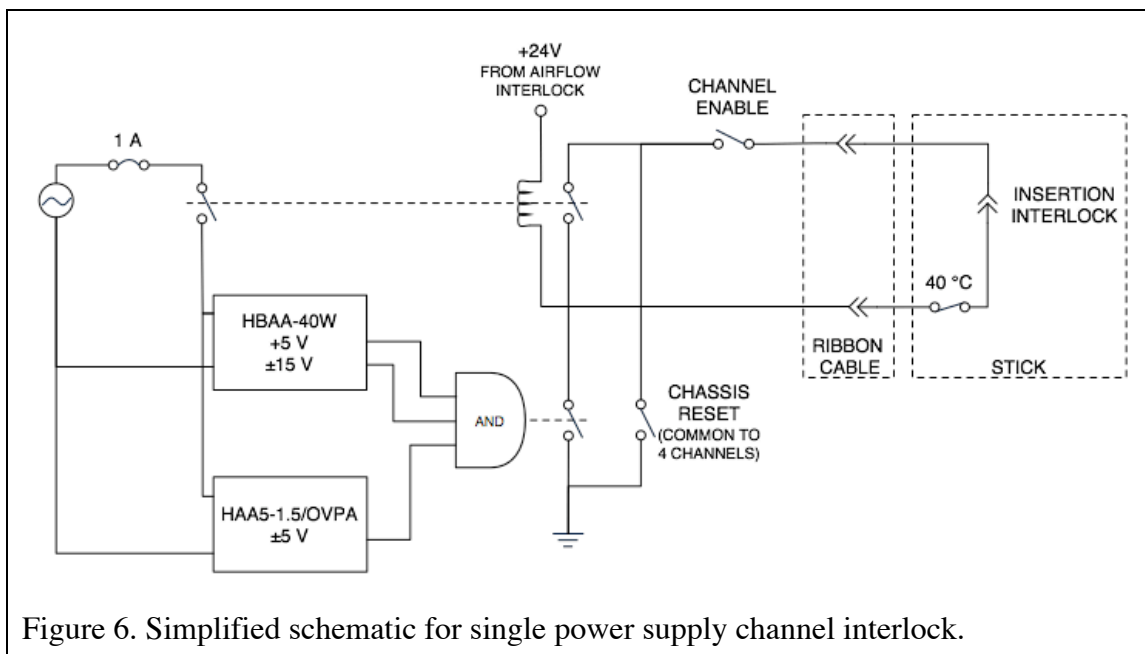 +24V
FROM AIRFLOW
INTERLOCK
CHANNEL
ENABLE
1 A
INSERTION
INTERLOCK
40 °C
HBAA-40W
+5 V
±15 V
RIBBON
CABLE
STICK
AND
CHASSIS
RESET
(COMMON TO
4 CHANNELS)
HAA5-1.5/OVPA
±5 V
Figure 6. Simplified schematic for single power supply channel interlock.